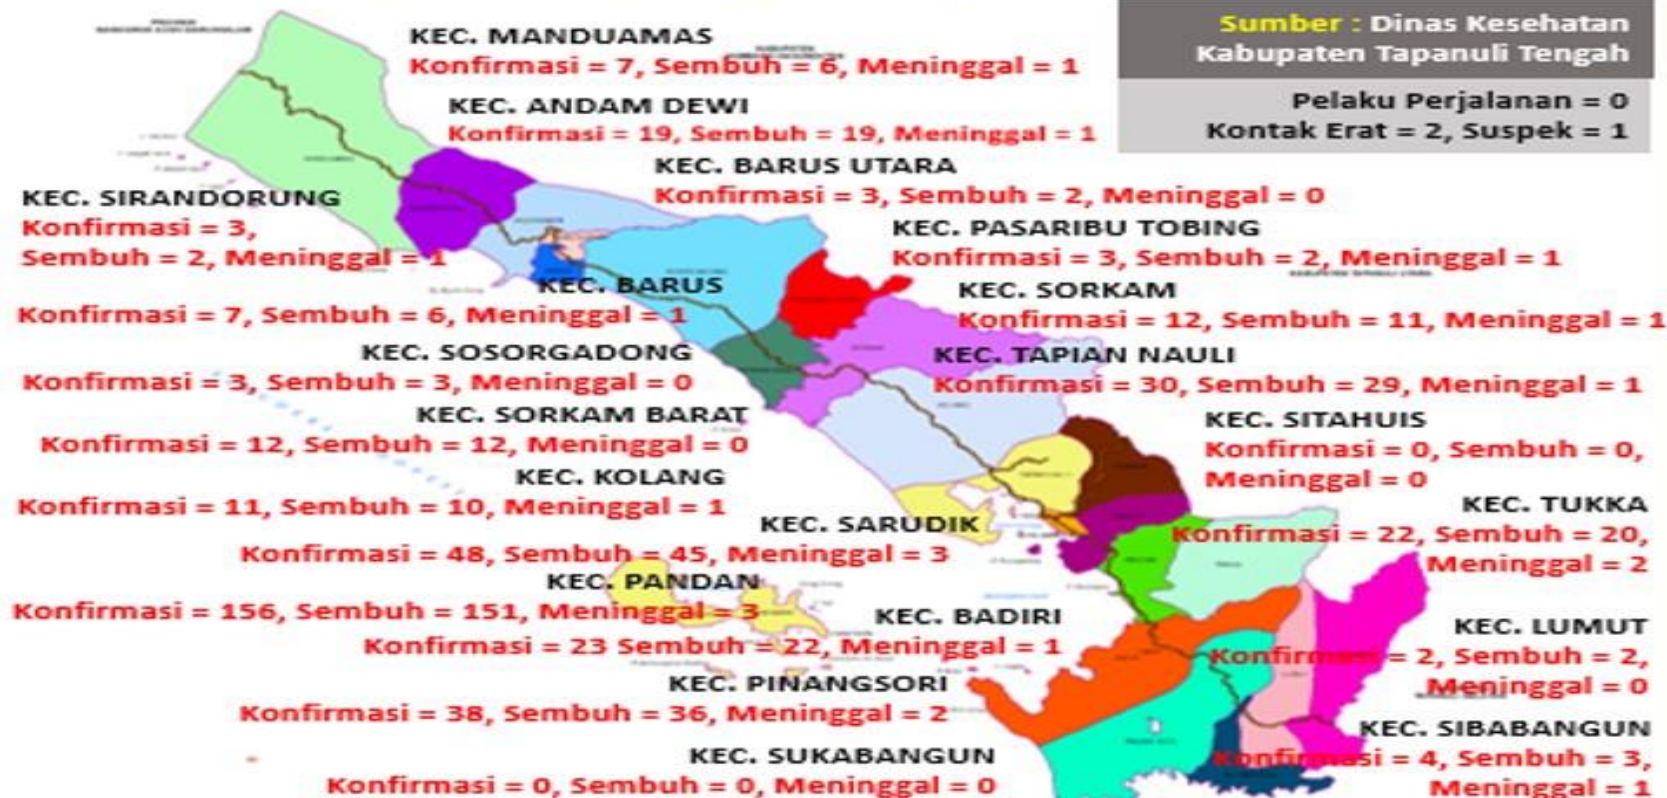 Sumber : Dinas Kesehatan
Kabupaten Tapanuli Tengah
Pelaku Perjalanan = 0
Kontak Erat = 2, Suspek = 1
KEC. MANDUAMAS
Konfirmasi = 7, Sembuh = 6, Meninggal = 1
KEC. ANDAM DEWI
Konfirmasi = 19, Sembuh = 19, Meninggal = 1
KEC. BARUS UTARA
Konfirmasi = 3, Sembuh = 2, Meninggal = 0
KEC. SIRANDORUNG
Konfirmasi = 3,
Sembuh = 2, Meninggal = 1
KEC. PASARIBU TOBING
Konfirmasi = 3, Sembuh = 2, Meninggal = 1
KEC. BARUS
Konfirmasi = 7, Sembuh = 6, Meninggal = 1
KEC. SORKAM
Konfirmasi = 12, Sembuh = 11, Meninggal = 1
KEC. SOSORGADONG
Konfirmasi = 3, Sembuh = 3, Meninggal = 0
KEC. TAPIAN NAULI
Konfirmasi = 30, Sembuh = 29, Meninggal = 1
KEC. SORKAM BARAT
Konfirmasi = 12, Sembuh = 12, Meninggal = 0
KEC. SITAHUIS
Konfirmasi = 0, Sembuh = 0,
Meninggal = 0
KEC. KOLANG
Konfirmasi = 11, Sembuh = 10, Meninggal = 1
KEC. TUKKA
Konfirmasi = 22, Sembuh = 20,
Meninggal = 2
KEC. SARUDIK
Konfirmasi = 48, Sembuh = 45, Meninggal = 3
KEC. PANDAN
Konfirmasi = 156, Sembuh = 151, Meninggal = 3
KEC. BADIRI
Konfirmasi = 23 Sembuh = 22, Meninggal = 1
KEC. LUMUT
Konfirmasi = 2, Sembuh = 2,
Meninggal = 0
KEC. PINANGSORI
Konfirmasi = 38, Sembuh = 36, Meninggal = 2
KEC. SIBABANGUN
Konfirmasi = 4, Sembuh = 3,
Meninggal = 1
KEC. SUKABANGUN
Konfirmasi = 0, Sembuh = 0, Meninggal = 0